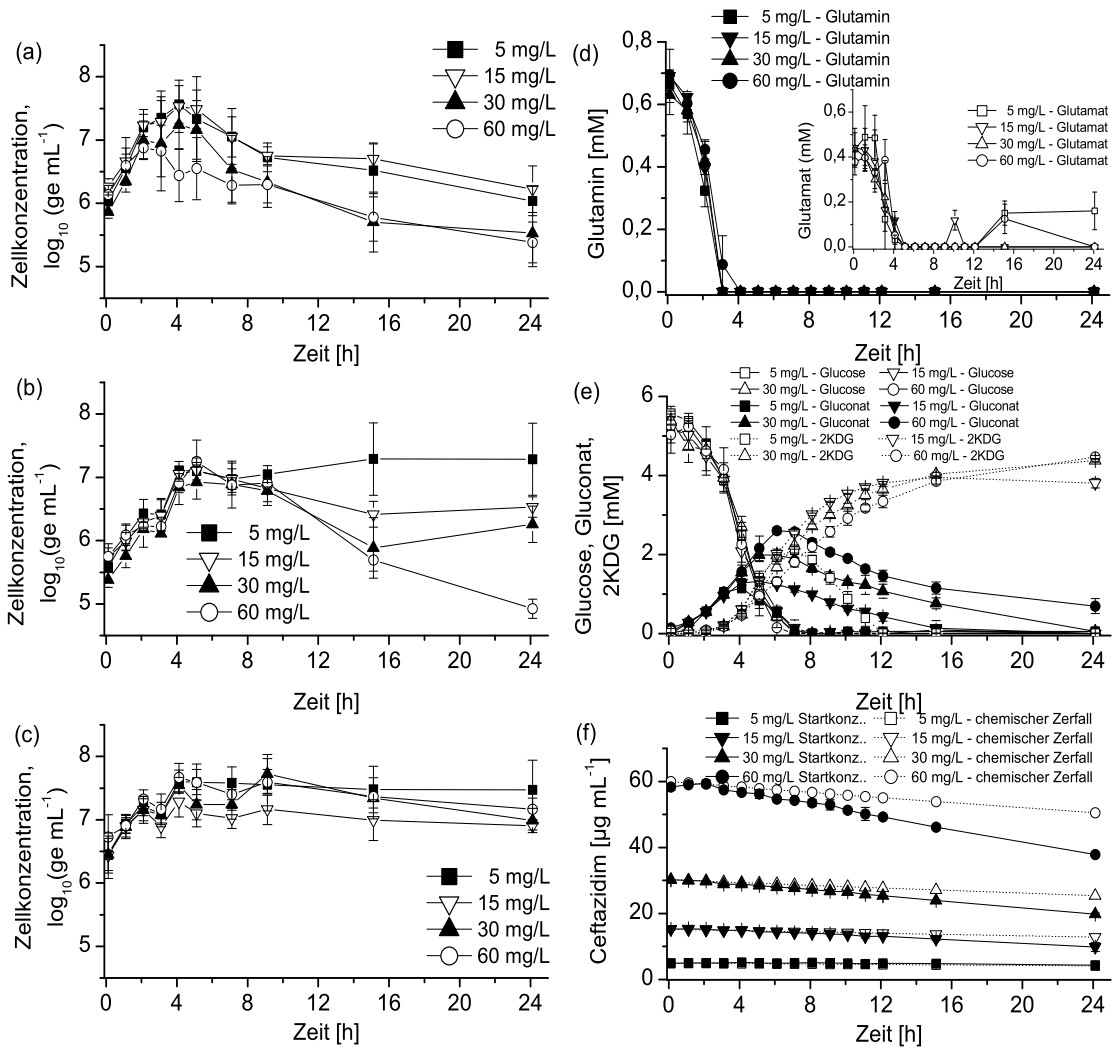 (a)
5 mg/L
15 mg/L
30 mg/L
60 mg/L
Zellkonzentration,
log10 (ge mL-1)
8
7
6
5
0 4 8 12 16 20 24
Zeit [h]
(b)
5 mg/L
15 mg/L
30 mg/L
60 mg/L
Zellkonzentration,
log10(ge mL-1)
8
7
6
5
0 4 8 12 16 20 24
Zeit [h]
(c)
5 mg/L
15 mg/L
30 mg/L
60 mg/L
Zellkonzentration,
log10(ge mL-1)
8
7
6
5
0 4 8 12 16 20 24
Zeit [h]
(d)
5 mg/L - Glutamin
15 mg/L - Glutamin
30 mg/L - Glutamin
60 mg/L - Glutamin
Glutamin [mM]
0,8
0,6
0,4
0,2
0,0
0 4 8 12 16 20 24
Zeit [h]
5 mg/L - Glutamat
15 mg/L - Glutamat
30 mg/L - Glutamat
60 mg/L - Glutamat
Glutamat (mM)
0,6
0,4
0,2
0,0
0 4 8 12 16 20 24
Zeit [h]
(e)
5 mg/L - Glucose 15 mg/L - Glucose
30 mg/L - Glucose 60 mg/L - Glucose
5 mg/L - Gluconat 15 mg/L - Gluconat
30 mg/L - Gluconat 60 mg/L - Gluconat
5 mg/L - 2KDG 15 mg/L - 2KDG
30 mg/L - 2KDG 60 mg/L - 2KDG
Glucose, Gluconat,
2KDG [mM]
6
4
2
0
0 4 8 12 16 20 24
Zeit [h]
(f)
5 mg/L Startkonz.. 5 mg/L - chemischer Zerfall
15 mg/L Startkonz.. 15 mg/L - chemischer Zerfall
30 mg/L Startkonz.. 30 mg/L - chemischer Zerfall
60 mg/L Startkonz.. 60 mg/L - chemischer Zerfall
Ceftazidim [µg mL-1]
60
40
20
0
0 4 8 12 16 20 24
Zeit [h]